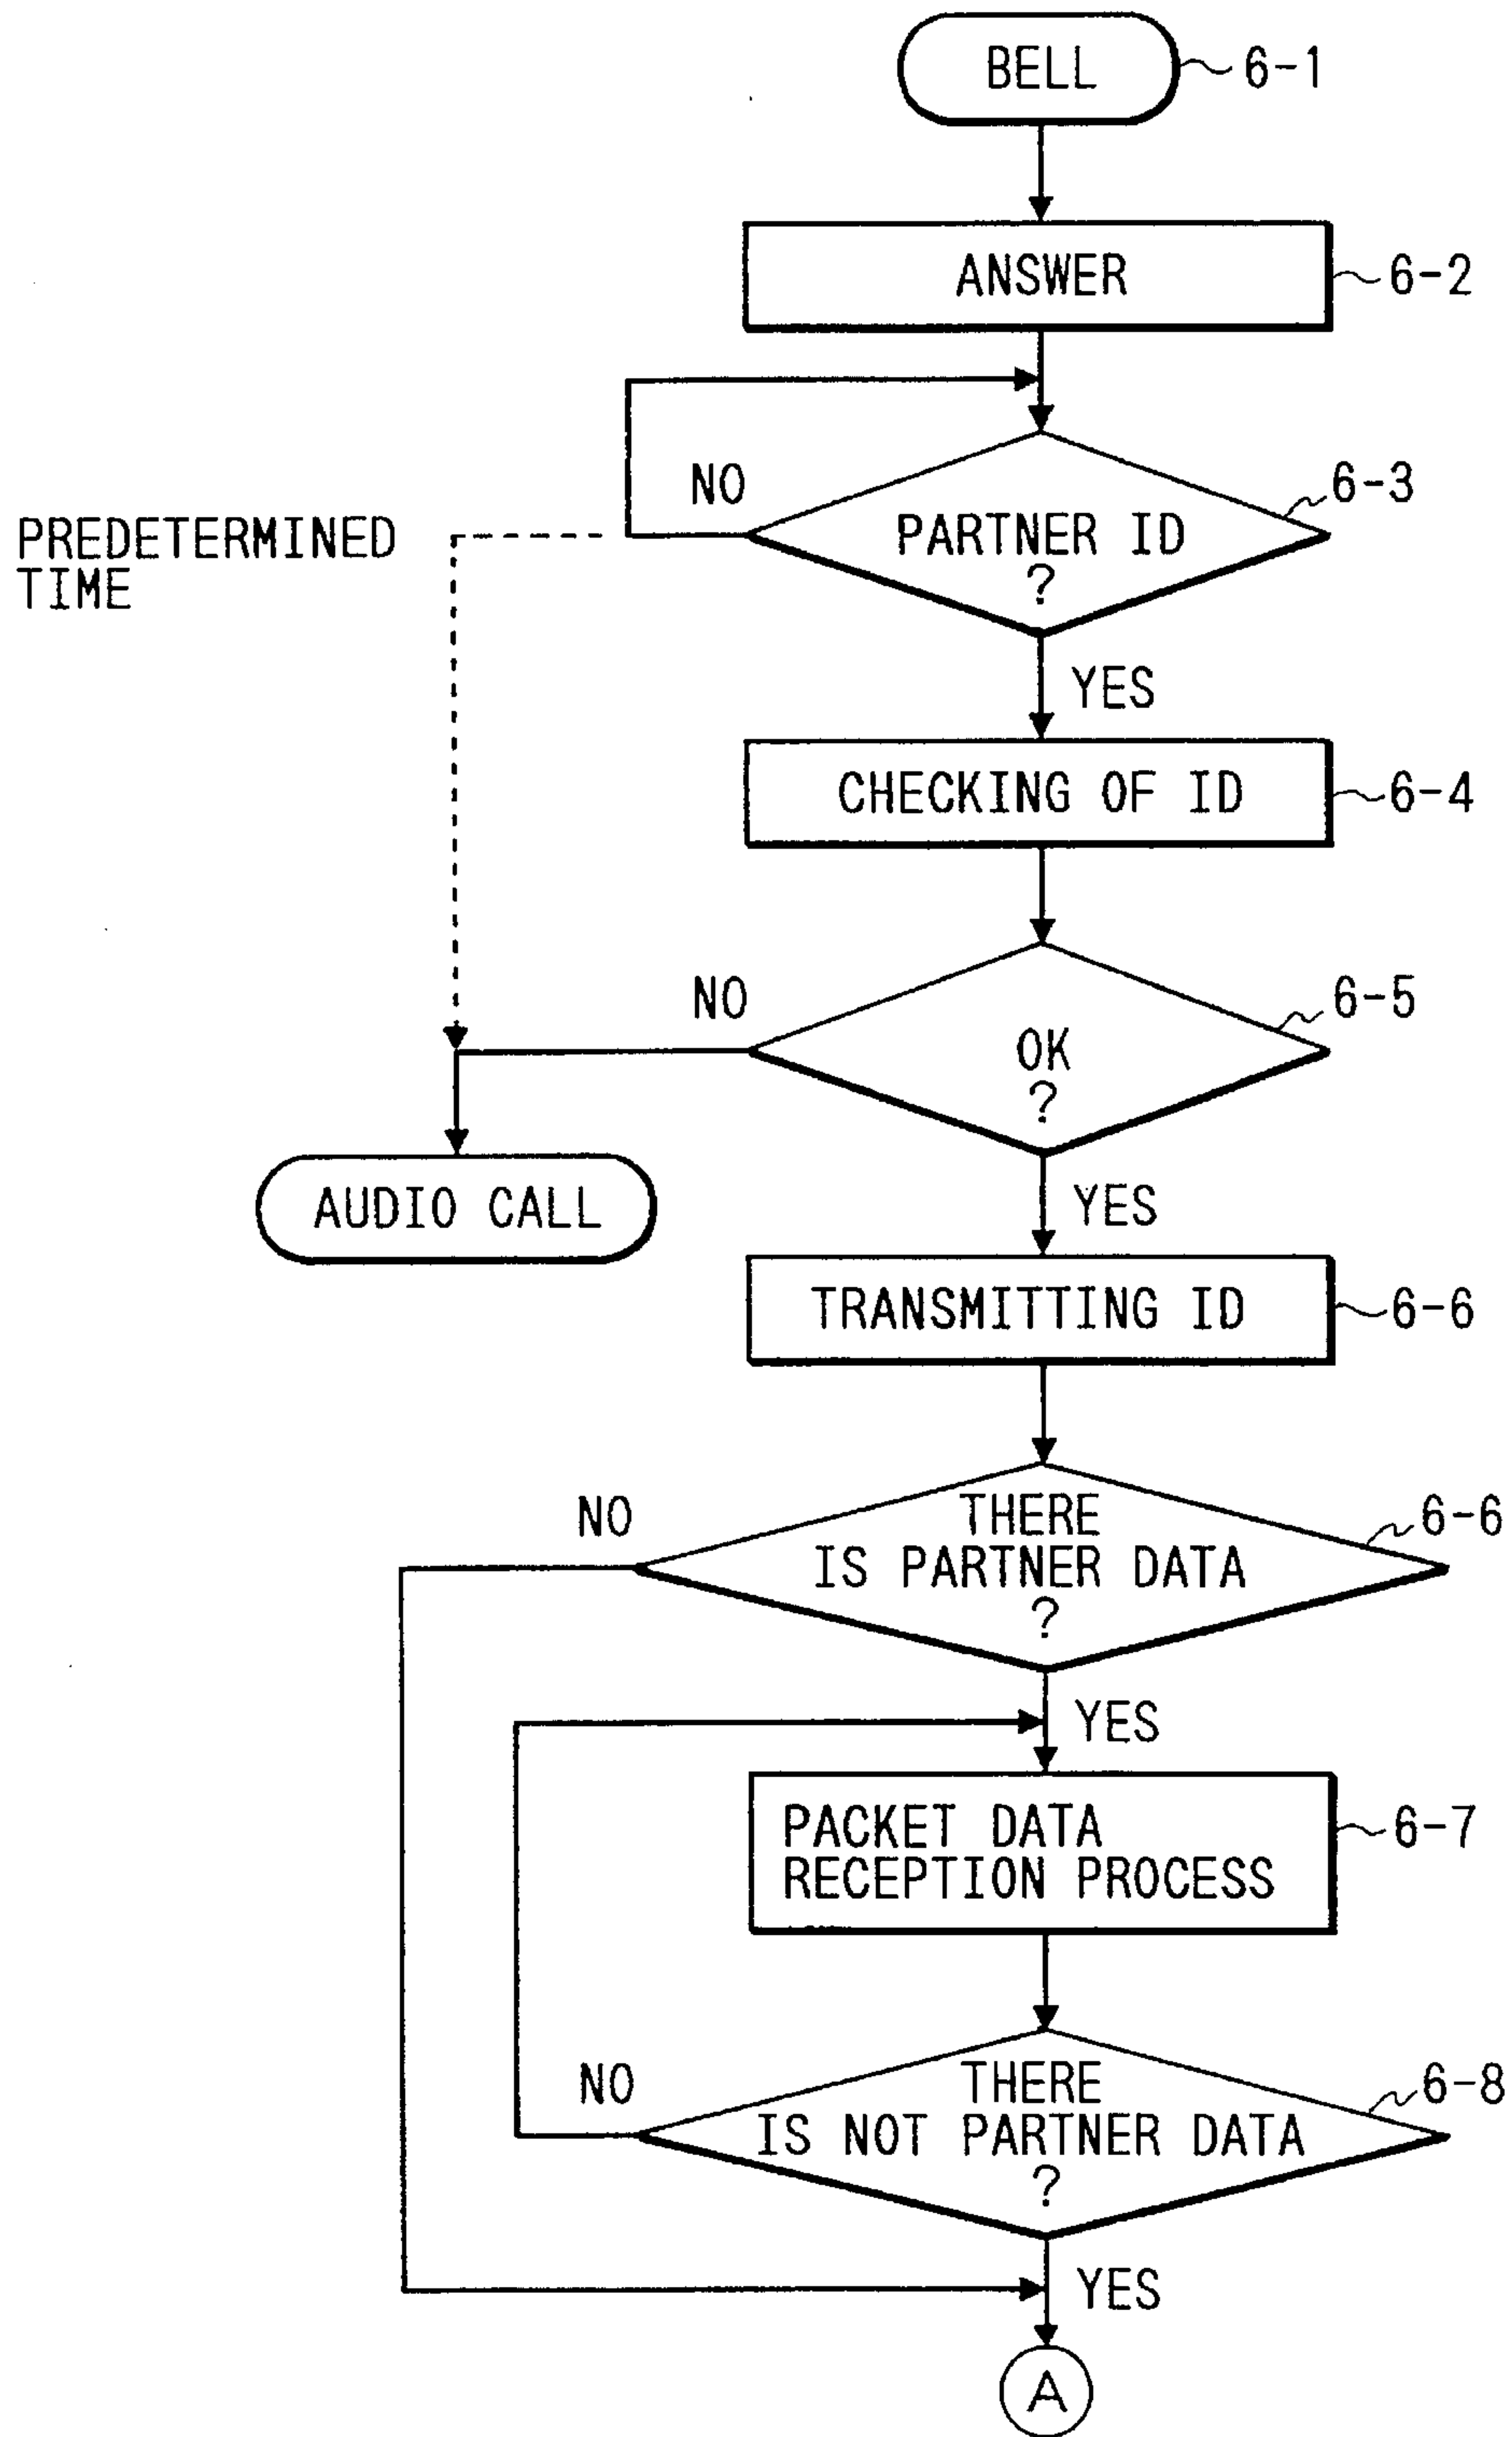 BELL
6-1
ANSWER
6-2
NO
6-3
PREDETERMINED
TIME
PARTNER ID
?
YES
CHECKING OF ID
6-4
NO
6-5
OK
?
AUDIO CALL
YES
TRANSMITTING ID
6-6
NO
THERE
6-6
IS PARTNER DATA
?
YES
PACKET DATA
6-7
RECEPTION PROCESS
NO
THERE
6-8
IS NOT PARTNER DATA
?
YES
A